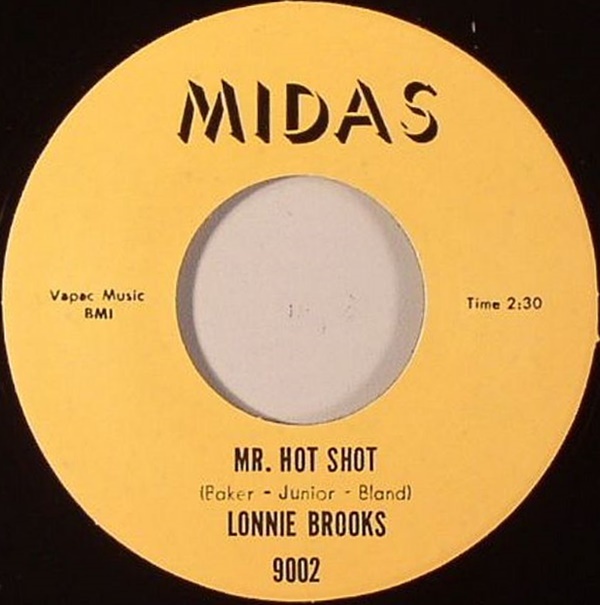 MIDAS
Vapac Music
BMI
Time 2:30
MR. HOT SHOT
(Baker - Junior - Bland)
LONNIE BROOKS
9002